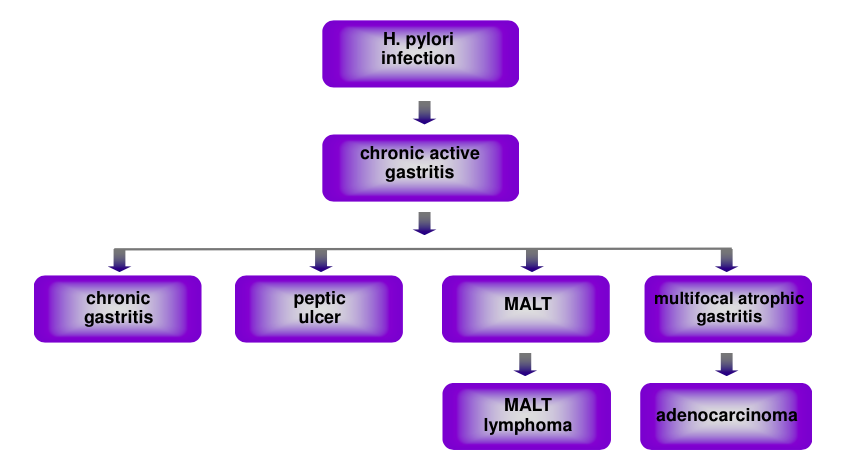 H. pylori
infection
chronic active
gastritis
chronic
gastritis
peptic
ulcer
MALT
multifocal atrophic
gastritis
MALT
lymphoma
adenocarcinoma